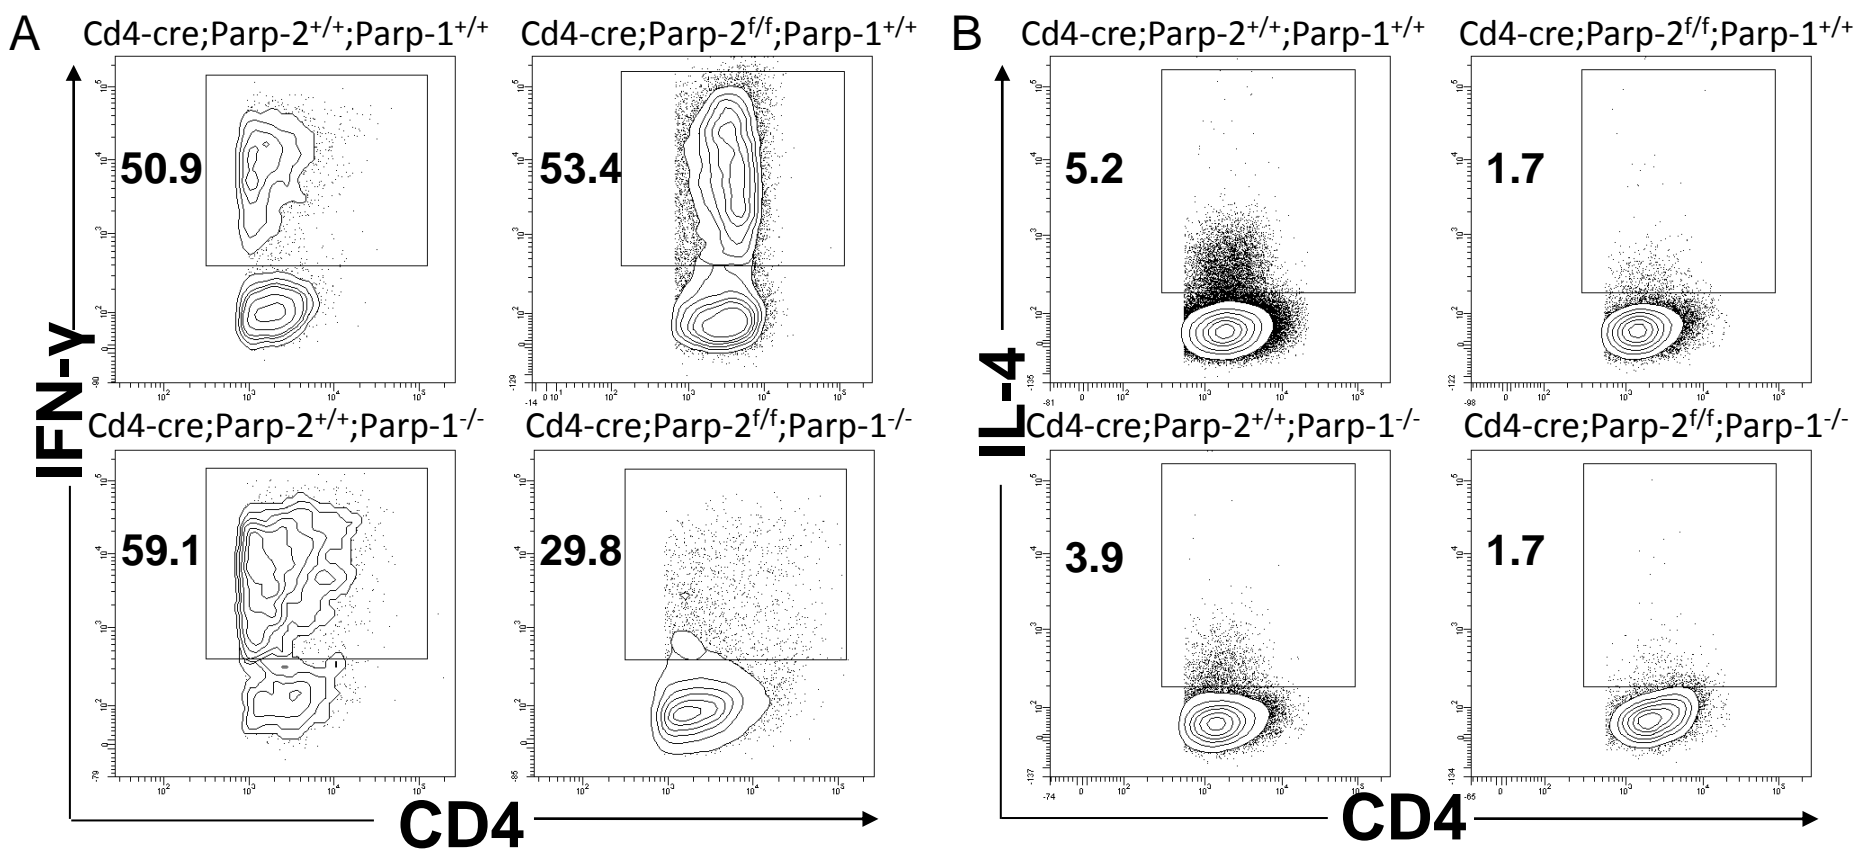 A
Cd4-cre;Parp-2+/+;Parp-1+/+
Cd4-cre;Parp-2f/f;Parp-1+/+
50.9
53.4
Cd4-cre;Parp-2+/+;Parp-1-/-
Cd4-cre;Parp-2f/f;Parp-1-/-
59.1
29.8
IFN-γ
CD4
B
Cd4-cre;Parp-2+/+;Parp-1+/+
Cd4-cre;Parp-2f/f;Parp-1+/+
5.2
1.7
Cd4-cre;Parp-2+/+;Parp-1-/-
Cd4-cre;Parp-2f/f;Parp-1-/-
3.9
1.7
IL-4
CD4